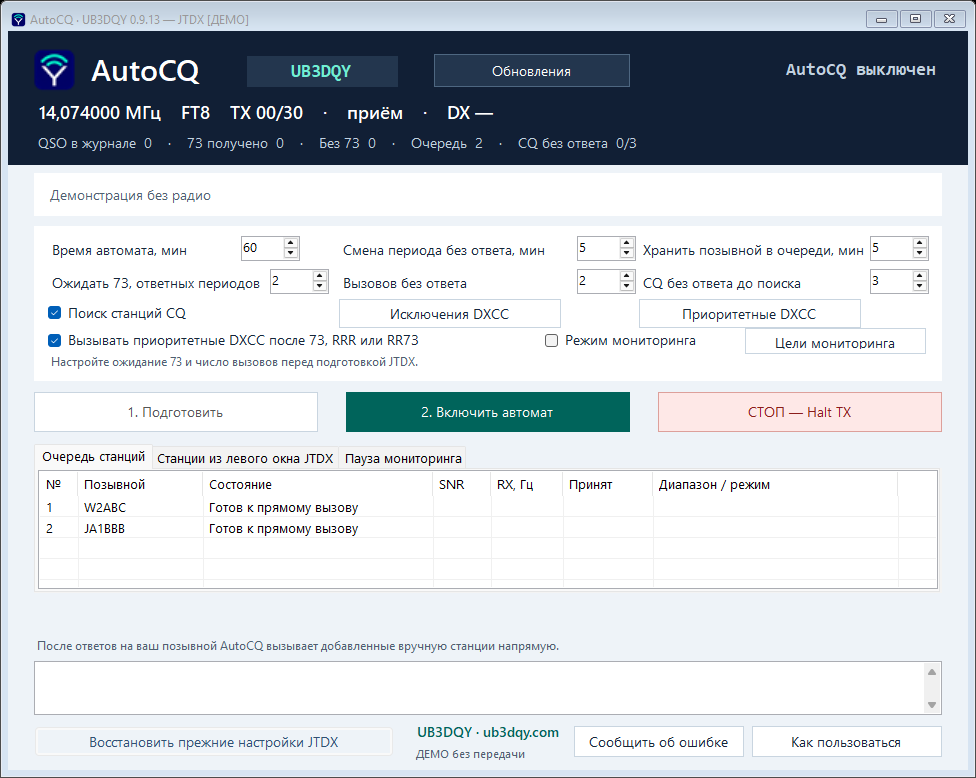 AutoCQ · UB3DQY 0.9.13 — JTDX [ДЕМО]
AutoCQ UB3DQY Обновления AutoCQ выключен
14,074000 МГц FT8 TX 00/30 · приём · DX —
QSO в журнале 0 · 73 получено 0 · Без 73 0 · Очередь 2 · CQ без ответа 0/3
Демонстрация без радио
Время автомата, мин 60 Смена периода без ответа, мин 5 Хранить позывной в очереди, мин 5
Ожидать 73, ответных периодов 2 Вызовов без ответа 2 CQ без ответа до поиска 3
Поиск станций CQ Исключения DXCC Приоритетные DXCC
Вызывать приоритетные DXCC после 73, RRR или RR73 Режим мониторинга Цели мониторинга
Настройте ожидание 73 и число вызовов перед подготовкой JTDX.
1. Подготовить 2. Включить автомат СТОП — Halt TX
Очередь станций Станции из левого окна JTDX Пауза мониторинга
№ Позывной Состояние SNR RX, Гц Принят Диапазон / режим
1 W2ABC Готов к прямому вызову
2 JA1BBB Готов к прямому вызову
После ответов на ваш позывной AutoCQ вызывает добавленные вручную станции напрямую.
Восстановить прежние настройки JTDX UB3DQY · ub3dqy.com Сообщить об ошибке Как пользоваться
ДЕМО без передачи